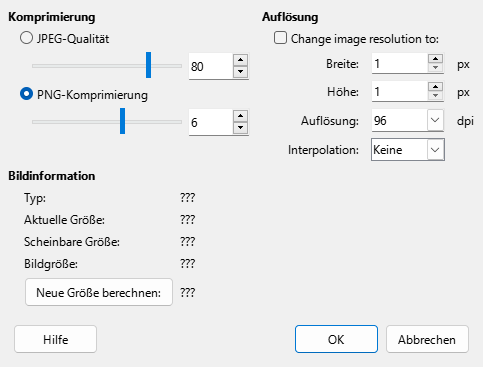 Komprimierung
JPEG-Qualität
80
PNG-Komprimierung
6
Auflösung
Change image resolution to:
Breite: 1 px
Höhe: 1 px
Auflösung: 96 dpi
Interpolation: Keine
Bildinformation
Typ: ???
Aktuelle Größe: ???
Scheinbare Größe: ???
Bildgröße: ???
Neue Größe berechnen: ???
Hilfe OK Abbrechen